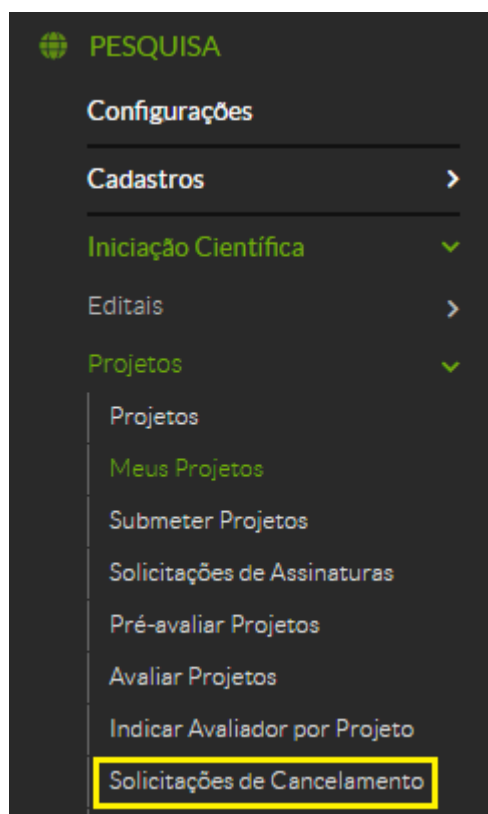 PESQUISA
Configurações
Cadastros
Iniciação Científica
Editais
Projetos
Projetos
Meus Projetos
Submeter Projetos
Solicitações de Assinaturas
Pré-avaliar Projetos
Avaliar Projetos
Indicar Avaliador por Projeto
Solicitações de Cancelamento